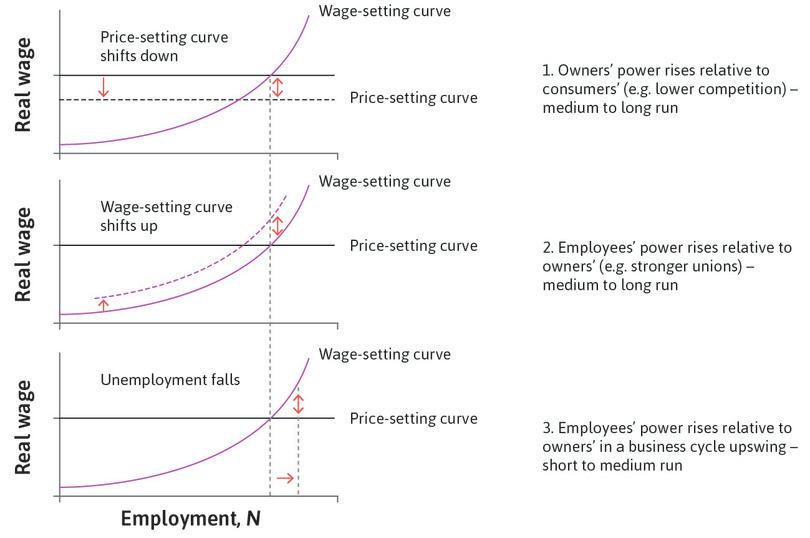 Wage-setting curve
Price-setting curve
shifts down
Real wage
Price-setting curve
1. Owners’ power rises relative to
consumers’ (e.g. lower competition) –
medium to long run
Wage-setting curve
Wage-setting curve
shifts up
Real wage
Price-setting curve
2. Employees’ power rises relative to
owners’ (e.g. stronger unions) –
medium to long run
Wage-setting curve
Unemployment falls
Real wage
Price-setting curve
3. Employees’ power rises relative to
owners’ in a business cycle upswing –
short to medium run
Employment, N